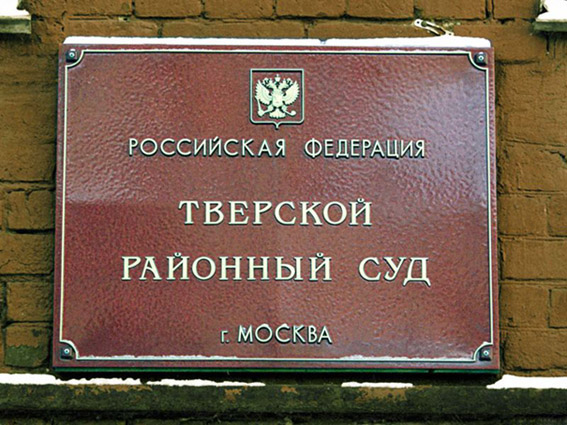 РОССИЙСКАЯ ФЕДЕРАЦИЯ
ТВЕРСКОЙ
РАЙОННЫЙ СУД
г. МОСКВА